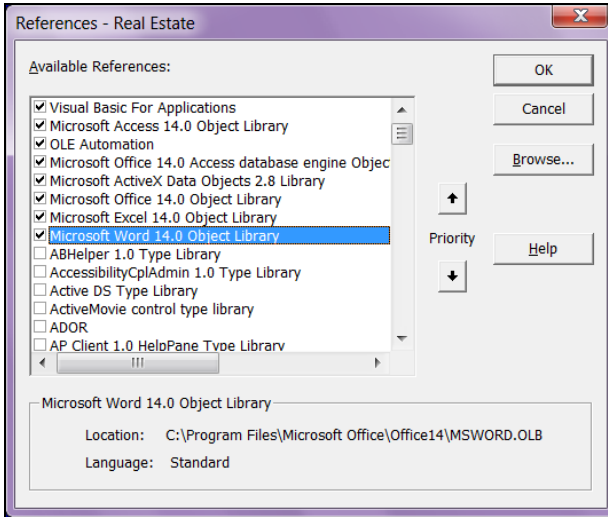 References - Real Estate
Available References:
OK
Cancel
Browse...
Visual Basic For Applications
Microsoft Access 14.0 Object Library
OLE Automation
Microsoft Office 14.0 Access database engine Objec
Microsoft ActiveX Data Objects 2.8 Library
Microsoft Office 14.0 Object Library
Microsoft Excel 14.0 Object Library
Microsoft Word 14.0 Object Library
ABHelper 1.0 Type Library
AccessibilityCplAdmin 1.0 Type Library
Active DS Type Library
ActiveMovie control type library
ADOR
AP Client 1.0 HelpPane Type Library
Priority
Help
Microsoft Word 14.0 Object Library
Location: C:\Program Files\Microsoft Office\Office14\MSWORD.OLB
Language: Standard